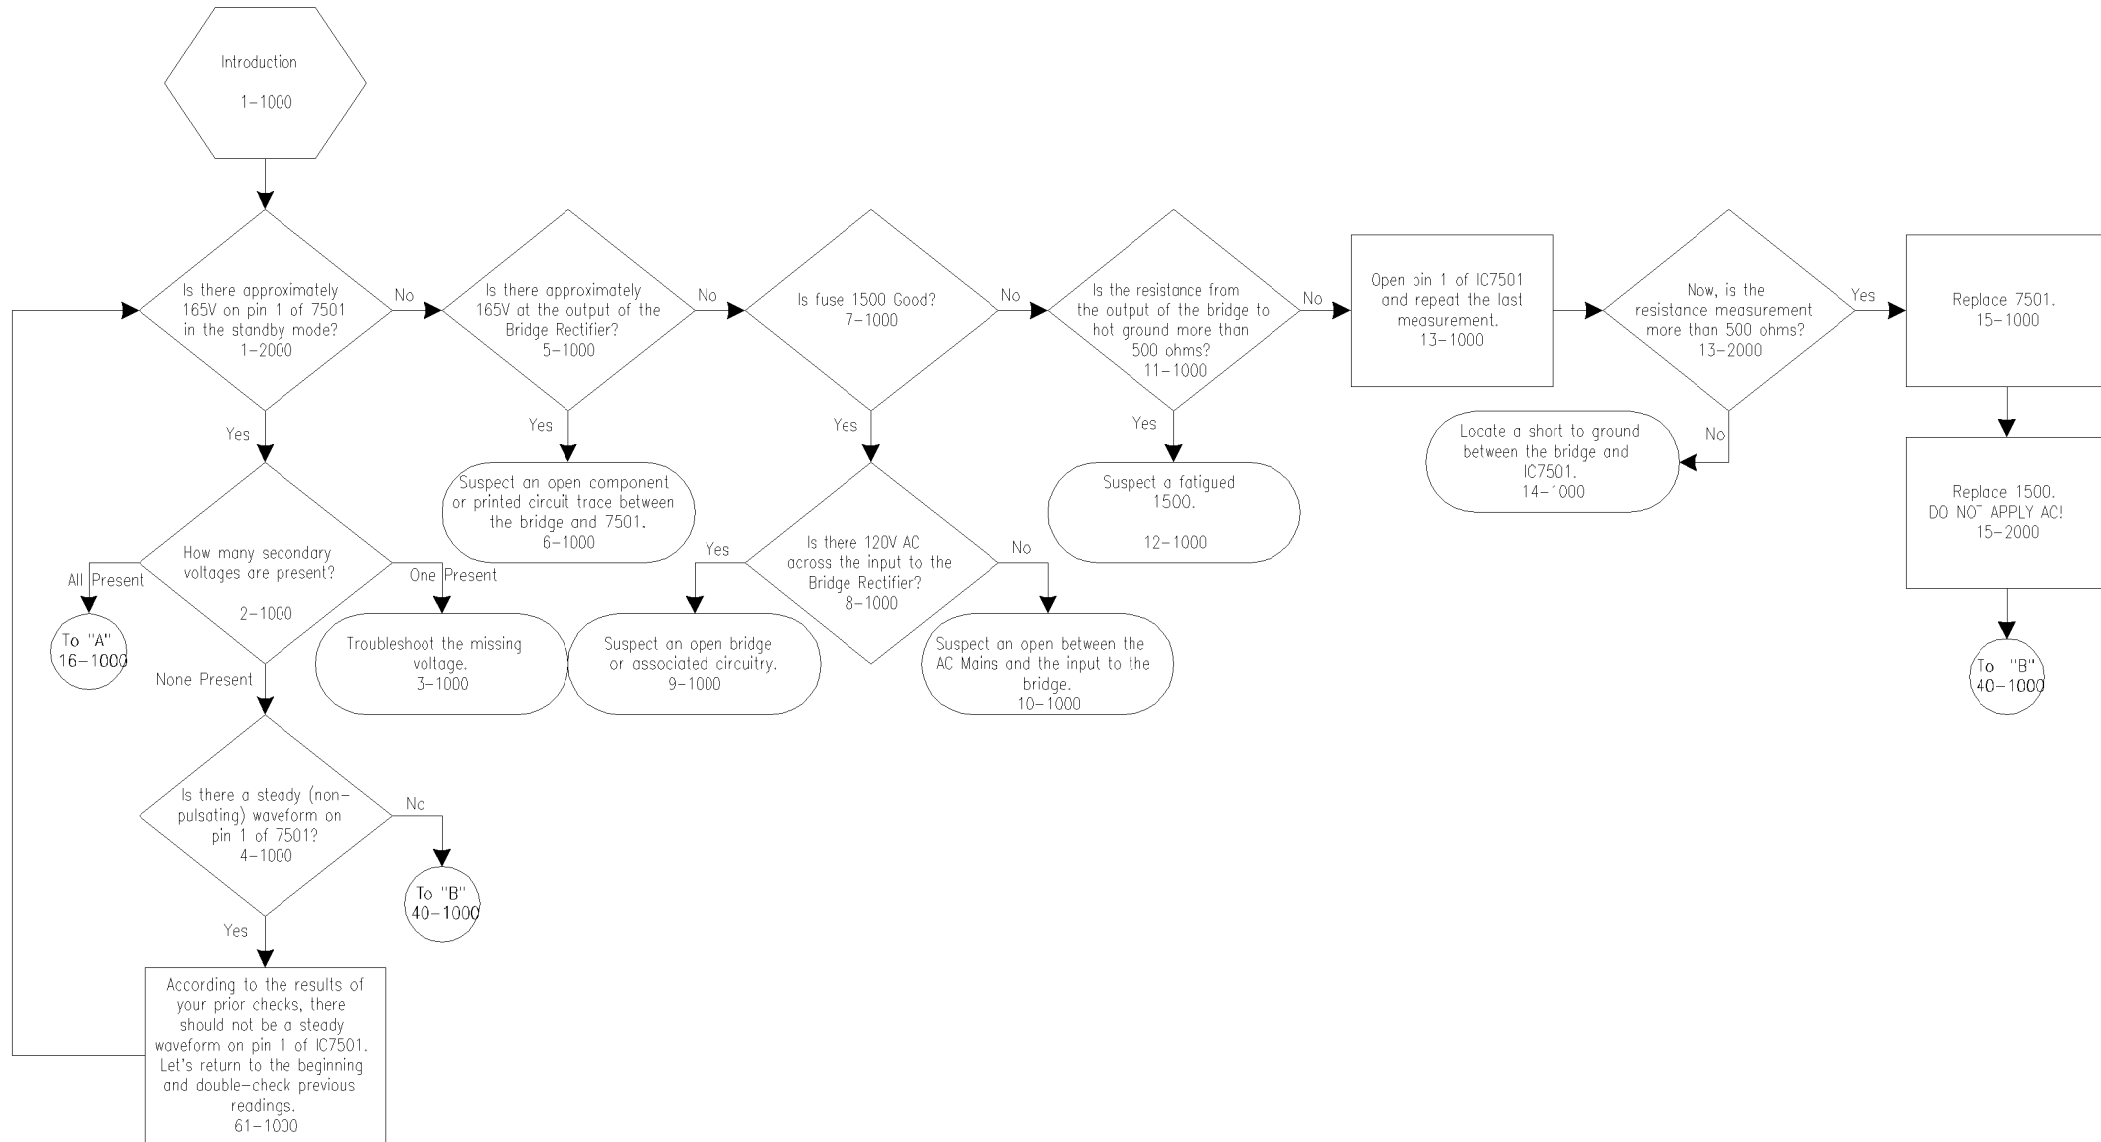 Introduction
1-1000
Is there approximately
165V on pin 1 of 7501
in the standby mode?
1-2000
No
Yes
Is there approximately
165V at the output of the
Bridge Rectifier?
5-1000
No
Yes
Is fuse 1500 Good?
7-1000
No
Yes
Is the resistance from
the output of the bridge to
hot ground more than
500 ohms?
11-1000
No
Yes
Open pin 1 of IC7501
and repeat the last
measurement.
13-1000
Now, is the
resistance measurement
more than 500 ohms?
13-2000
Yes
No
Replace 7501.
15-1000
Suspect an open component
or printed circuit trace between
the bridge and 7501.
6-1000
Suspect a fatigued
1500.
12-1000
Locate a short to ground
between the bridge and
IC7501.
14-1000
Replace 1500.
DO NOT APPLY AC!
15-2000
How many secondary
voltages are present?
2-1000
All Present
One Present
None Present
Is there 120V AC
across the input to the
Bridge Rectifier?
8-1000
Yes
No
To "A"
16-1000
Troubleshoot the missing
voltage.
3-1000
Suspect an open bridge
or associated circuitry.
9-1000
Suspect an open between the
AC Mains and the input to the
bridge.
10-1000
To "B"
40-1000
Is there a steady (non-
pulsating) waveform on
pin 1 of 7501?
4-1000
No
Yes
To "B"
40-1000
According to the results of
your prior checks, there
should not be a steady
waveform on pin 1 of IC7501.
Let's return to the beginning
and double-check previous
readings.
61-1000